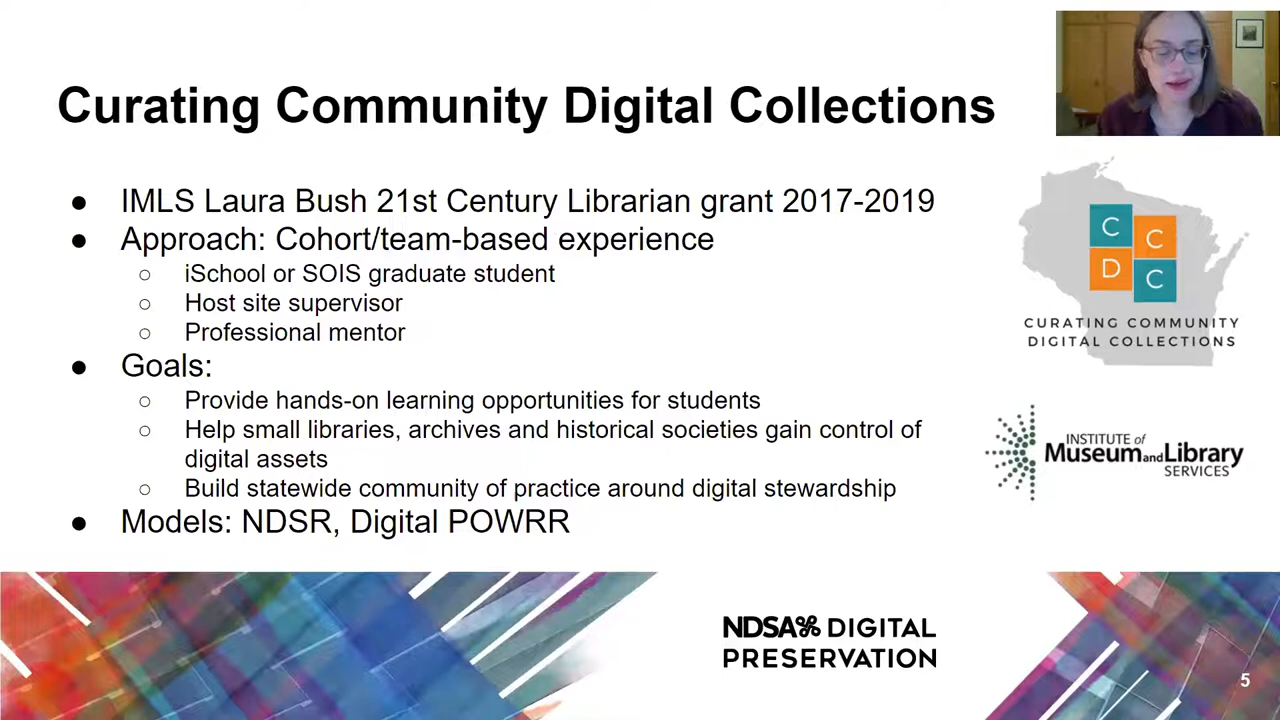 Curating Community Digital Collections
● IMLS Laura Bush 21st Century Librarian grant 2017-2019
● Approach: Cohort/team-based experience
○ iSchool or SOIS graduate student
○ Host site supervisor
○ Professional mentor
● Goals:
○ Provide hands-on learning opportunities for students
○ Help small libraries, archives and historical societies gain control of
digital assets
○ Build statewide community of practice around digital stewardship
● Models: NDSR, Digital POWRR
C C
D C
CURATING COMMUNITY
DIGITAL COLLECTIONS
INSTITUTE of
Museum and Library
SERVICES
NDSA DIGITAL
PRESERVATION
5